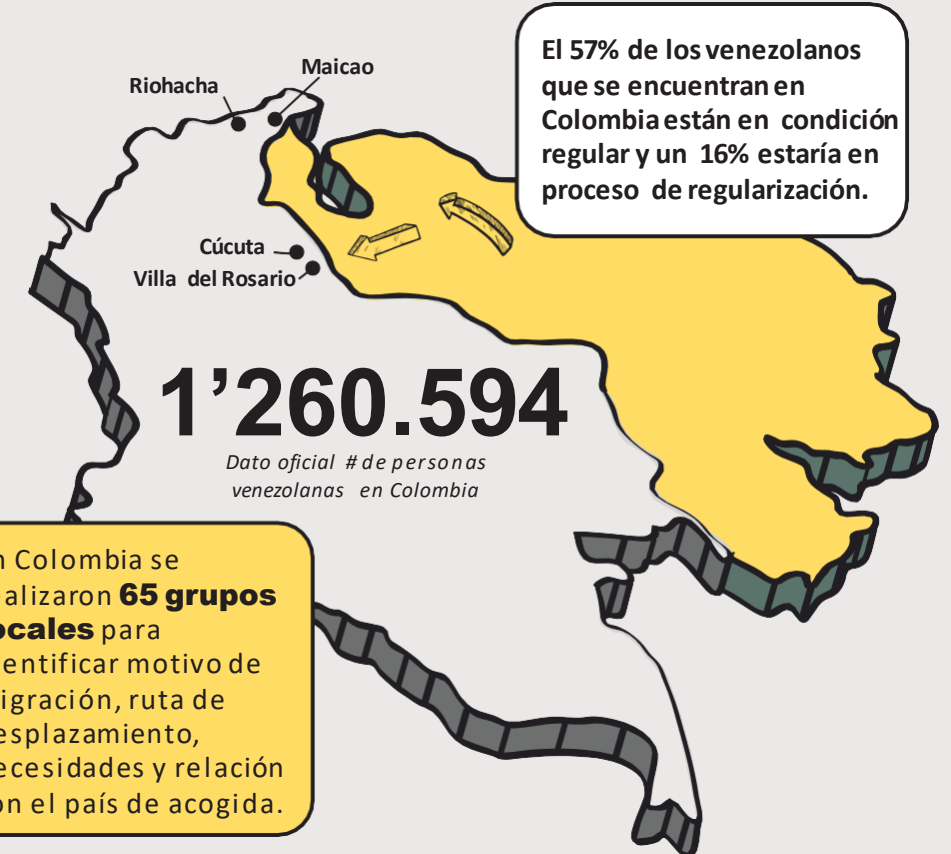 El 57% de los venezolanos
que se encuentran en
Colombia están en condición
regular y un 16% estaría en
proceso de regularización.
Maicao
Riohacha
Cúcuta
Villa del Rosario
1’260.594
Dato oficial # de personas
venezolanas en Colombia
n Colombia se
alizaron 65 grupos
ocales para
entificar motivo de
igración, ruta de
esplazamiento,
ecesidades y relación
on el país de acogida.